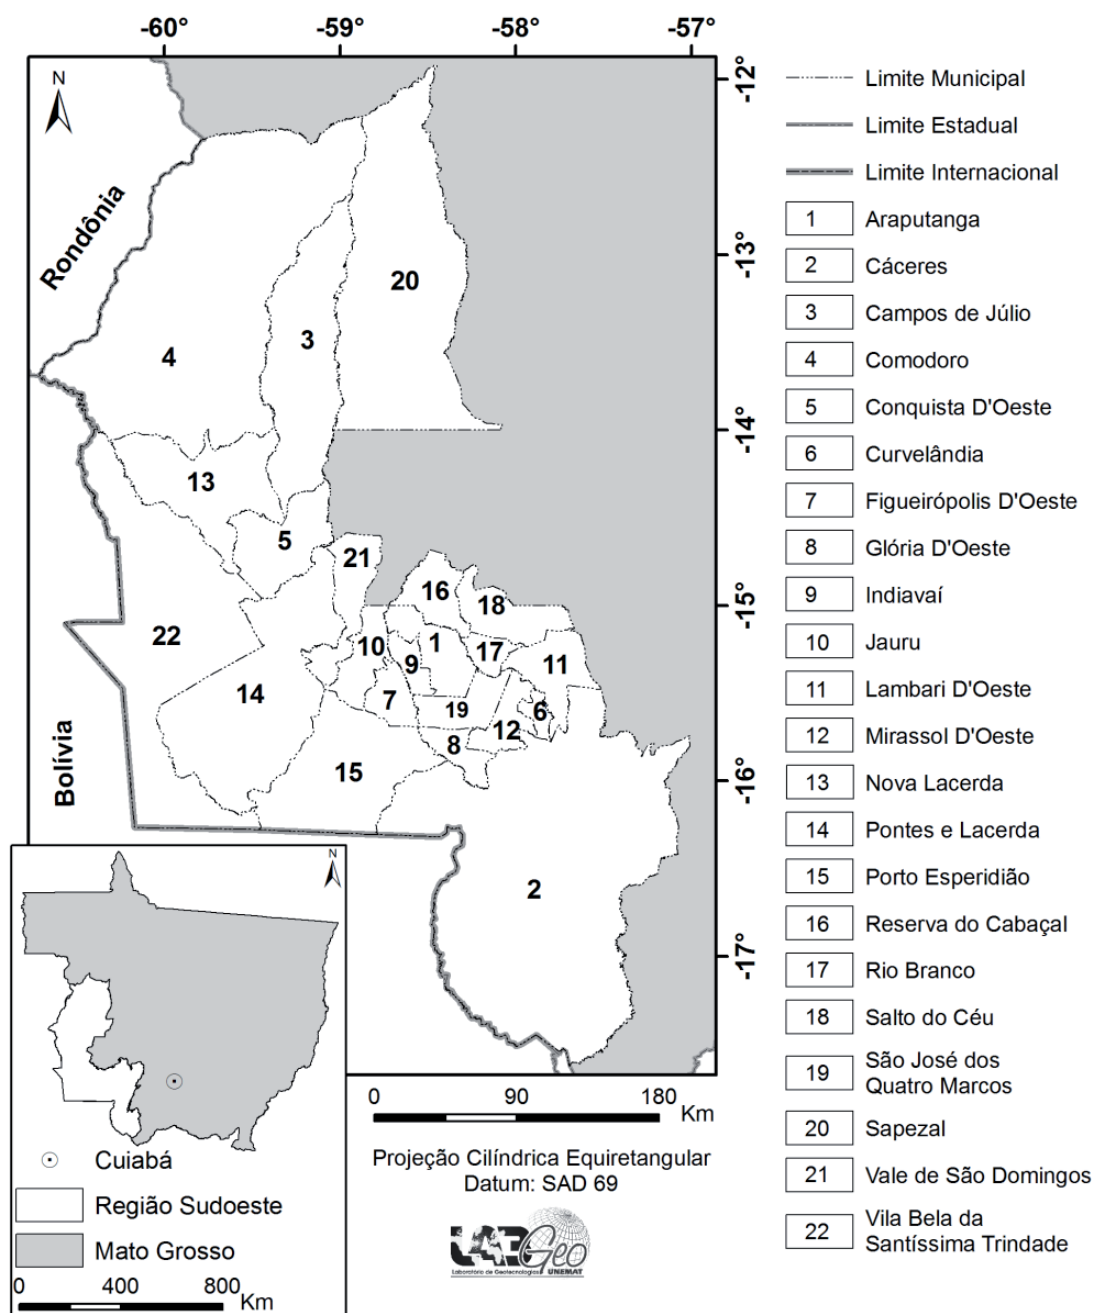 -60°
-59°
-58°
-57°
N
-12°
-13°
-14°
-15°
-16°
-17°
Rondônia
Bolívia
20
3
4
13
5
21
16
18
22
10
1
17
11
9
14
7
19
6
12
8
15
2
Limite Municipal
Limite Estadual
Limite Internacional
1 Araputanga
2 Cáceres
3 Campos de Júlio
4 Comodoro
5 Conquista D'Oeste
6 Curvelândia
7 Figueirópolis D'Oeste
8 Glória D'Oeste
9 Indiavaí
10 Jauru
11 Lambari D'Oeste
12 Mirassol D'Oeste
13 Nova Lacerda
14 Pontes e Lacerda
15 Porto Esperidião
16 Reserva do Cabaçal
17 Rio Branco
18 Salto do Céu
19 São José dos
Quatro Marcos
20 Sapezal
21 Vale de São Domingos
22 Vila Bela da
Santíssima Trindade
N
Cuiabá
Região Sudoeste
Mato Grosso
0 400 800
Km
0 90 180
Km
Projeção Cilíndrica Equiretangular
Datum: SAD 69
LAB Geo
Laboratório de Geotecnologias UNEMAT